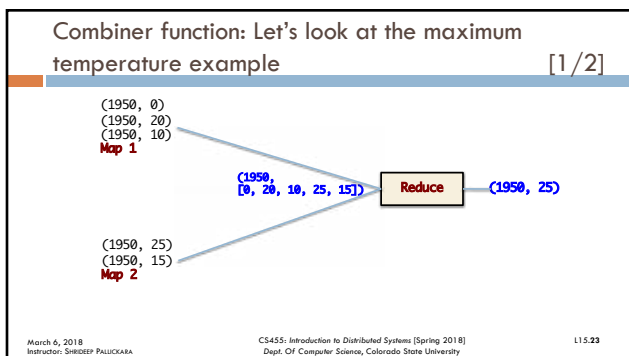 Combiner function: Let's look at the maximum
temperature example [1/2]
(1950, 0)
(1950, 20)
(1950, 10)
Map 1
(1950,
[0, 20, 10, 25, 15])
Reduce
(1950, 25)
(1950, 25)
(1950, 15)
Map 2
March 6, 2018
Instructor: SHRIDEEP PALLICKARA
CS455: Introduction to Distributed Systems [Spring 2018]
Dept. Of Computer Science, Colorado State University
L15.23